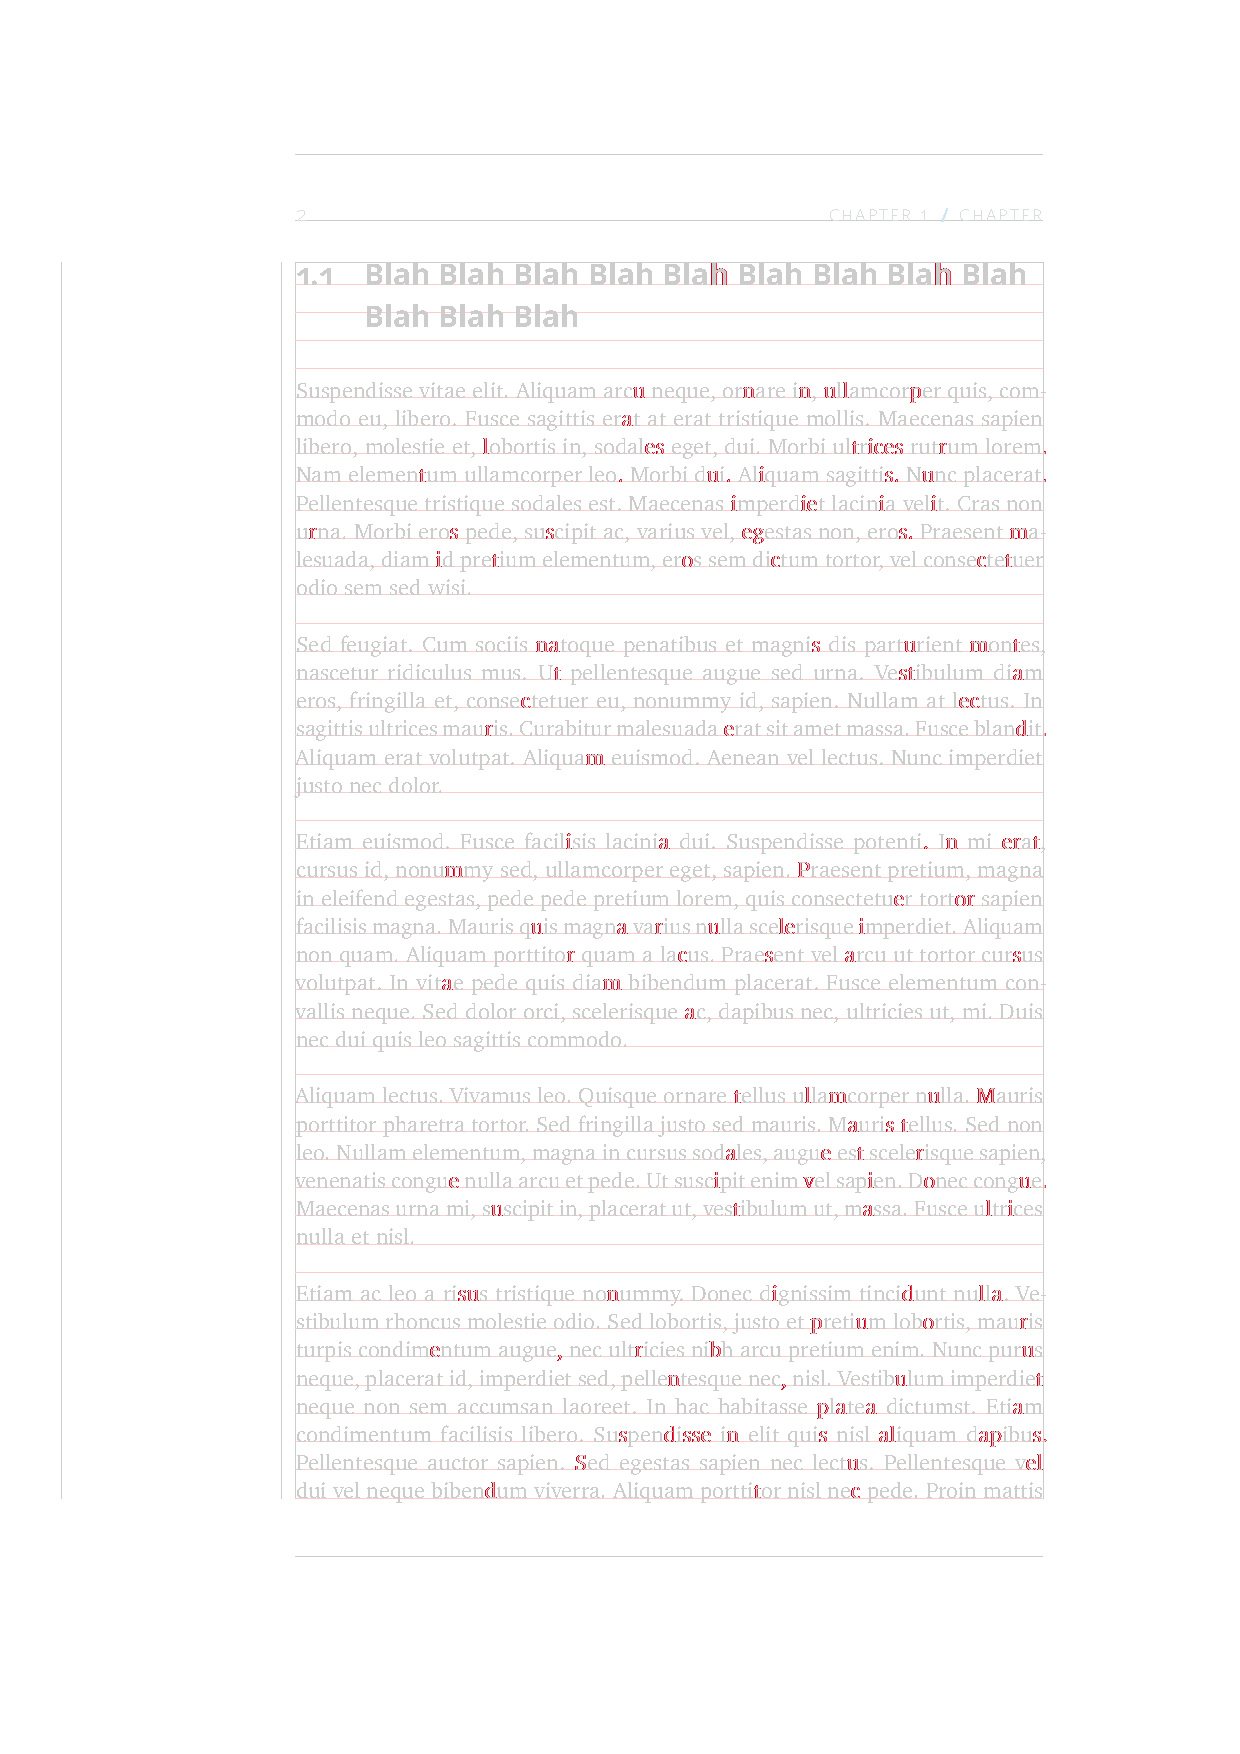 2 CHAPTER 1 / CHAPTER
1.1 Blah Blah Blah Blah Blah Blah Blah Blah Blah
Blah Blah Blah
Suspendisse vitae elit. Aliquam arcu neque, ornare in, ullamcorper quis, com-
modo eu, libero. Fusce sagittis erat at erat tristique mollis. Maecenas sapien
libero, molestie et, lobortis in, sodales eget, dui. Morbi ultrices rutrum lorem.
Nam elementum ullamcorper leo. Morbi dui. Aliquam sagittis. Nunc placerat.
Pellentesque tristique sodales est. Maecenas imperdiet lacinia velit. Cras non
urna. Morbi eros pede, suscipit ac, varius vel, egestas non, eros. Praesent ma-
lesuada, diam id pretium elementum, eros sem dictum tortor, vel consectetuer
odio sem sed wisi.
Sed feugiat. Cum sociis natoque penatibus et magnis dis parturient montes,
nascetur ridiculus mus. Ut pellentesque augue sed urna. Vestibulum diam
eros, fringilla et, consectetuer eu, nonummy id, sapien. Nullam at lectus. In
sagittis ultrices mauris. Curabitur malesuada erat sit amet massa. Fusce blandit.
Aliquam erat volutpat. Aliquam euismod. Aenean vel lectus. Nunc imperdiet
justo nec dolor.
Etiam euismod. Fusce facilisis lacinia dui. Suspendisse potenti. In mi erat,
cursus id, nonummy sed, ullamcorper eget, sapien. Praesent pretium, magna
in eleifend egestas, pede pede pretium lorem, quis consectetuer tortor sapien
facilisis magna. Mauris quis magna varius nulla scelerisque imperdiet. Aliquam
non quam. Aliquam porttitor quam a lacus. Praesent vel arcu ut tortor cursus
volutpat. In vitae pede quis diam bibendum placerat. Fusce elementum con-
vallis neque. Sed dolor orci, scelerisque ac, dapibus nec, ultricies ut, mi. Duis
nec dui quis leo sagittis commodo.
Aliquam lectus. Vivamus leo. Quisque ornare tellus ullamcorper nulla. Mauris
porttitor pharetra tortor. Sed fringilla justo sed mauris. Mauris tellus. Sed non
leo. Nullam elementum, magna in cursus sodales, augue est scelerisque sapien,
venenatis congue nulla arcu et pede. Ut suscipit enim vel sapien. Donec congue.
Maecenas urna mi, suscipit in, placerat ut, vestibulum ut, massa. Fusce ultrices
nulla et nisl.
Etiam ac leo a risus tristique nonummy. Donec dignissim tincidunt nulla. Ve-
stibulum rhoncus molestie odio. Sed lobortis, justo et pretium lobortis, mauris
turpis condimentum augue, nec ultricies nibh arcu pretium enim. Nunc purus
neque, placerat id, imperdiet sed, pellentesque nec, nisl. Vestibulum imperdiet
neque non sem accumsan laoreet. In hac habitasse platea dictumst. Etiam
condimentum facilisis libero. Suspendisse in elit quis nisl aliquam dapibus.
Pellentesque auctor sapien. Sed egestas sapien nec lectus. Pellentesque vel
dui vel neque bibendum viverra. Aliquam porttitor nisl nec pede. Proin mattis